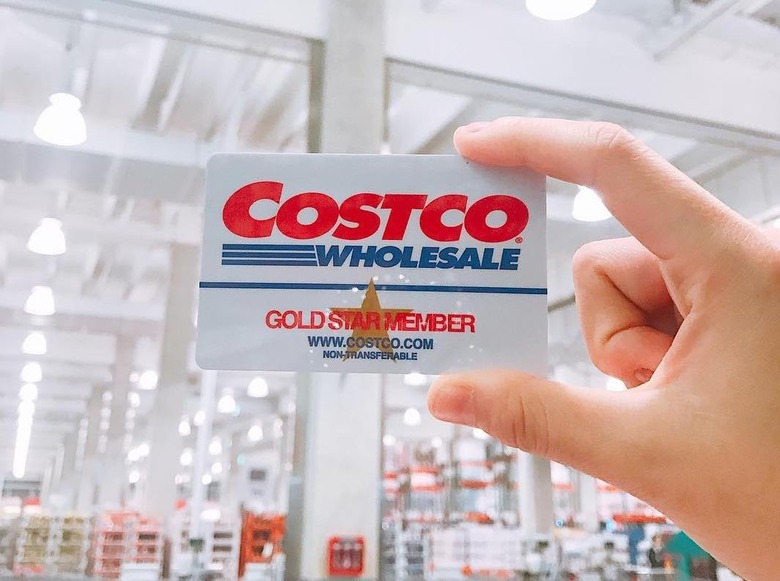 COSTCO®
WHOLESALE
GOLD STAR MEMBER
WWW.COSTCO.COM
NON-TRANSFERABLE